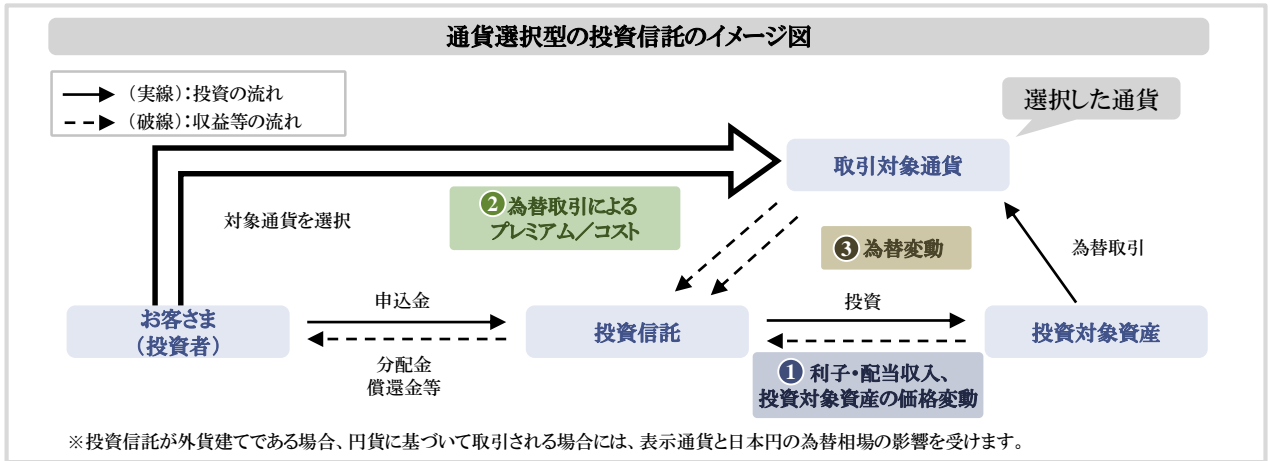 通貨選択型の投資信託のイメージ図
（実線）：投資の流れ
（破線）：収益等の流れ
選択した通貨
取引対象通貨
対象通貨を選択
❷ 為替取引による
プレミアム／コスト
❸ 為替変動
為替取引
お客さま
（投資者）
申込金
分配金
償還金等
投資信託
投資
投資対象資産
❶ 利子・配当収入、
投資対象資産の価格変動
※投資信託が外貨建てである場合、円貨に基づいて取引される場合には、表示通貨と日本円の為替相場の影響を受けます。